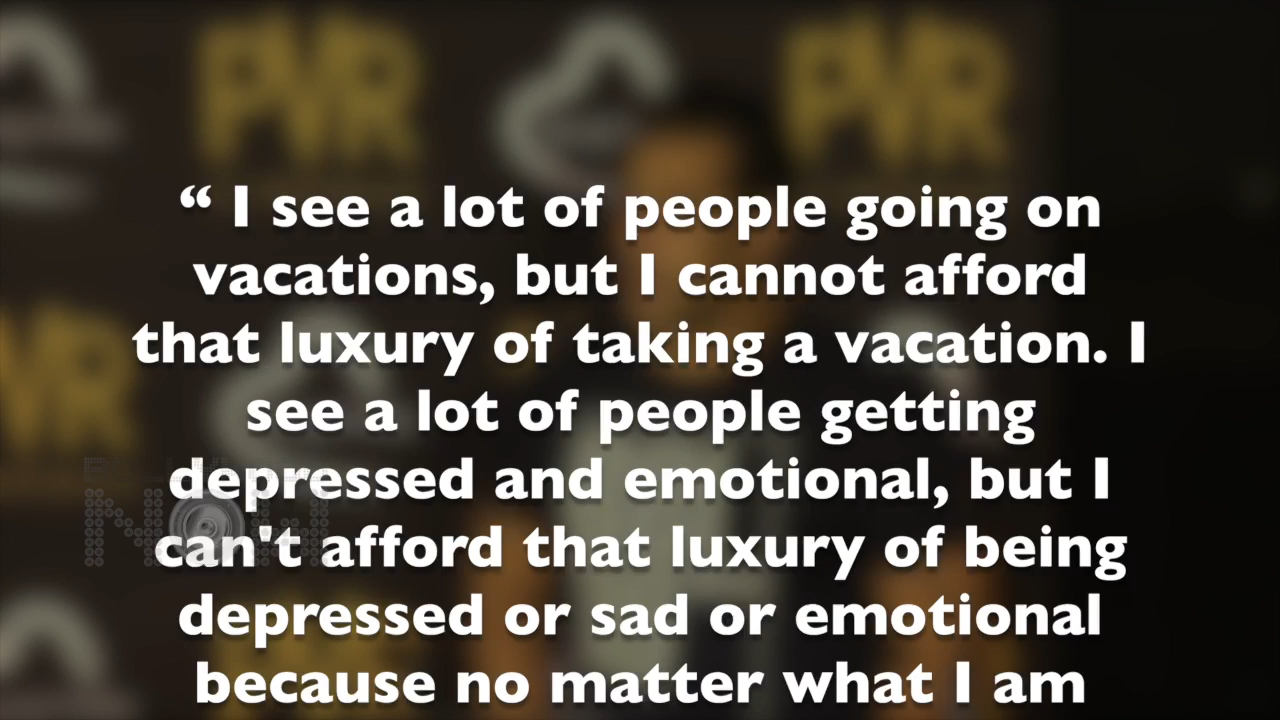 PVR
PVR
“ I see a lot of people going on
vacations, but I cannot afford
that luxury of taking a vacation. I
see a lot of people getting
depressed and emotional, but I
can't afford that luxury of being
depressed or sad or emotional
because no matter what I am